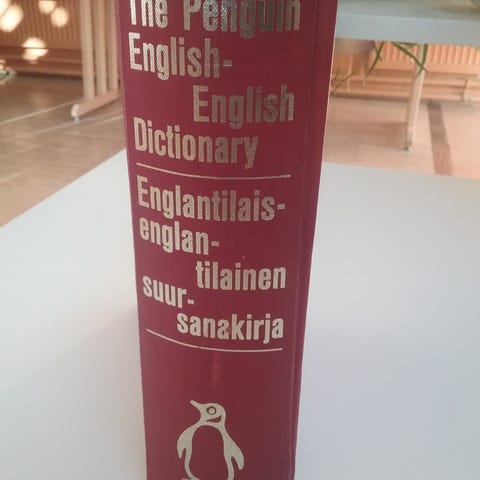 The Penguin
English-
English
Dictionary
Englantilais-
englan-
tilainen
suur-
sanakirja